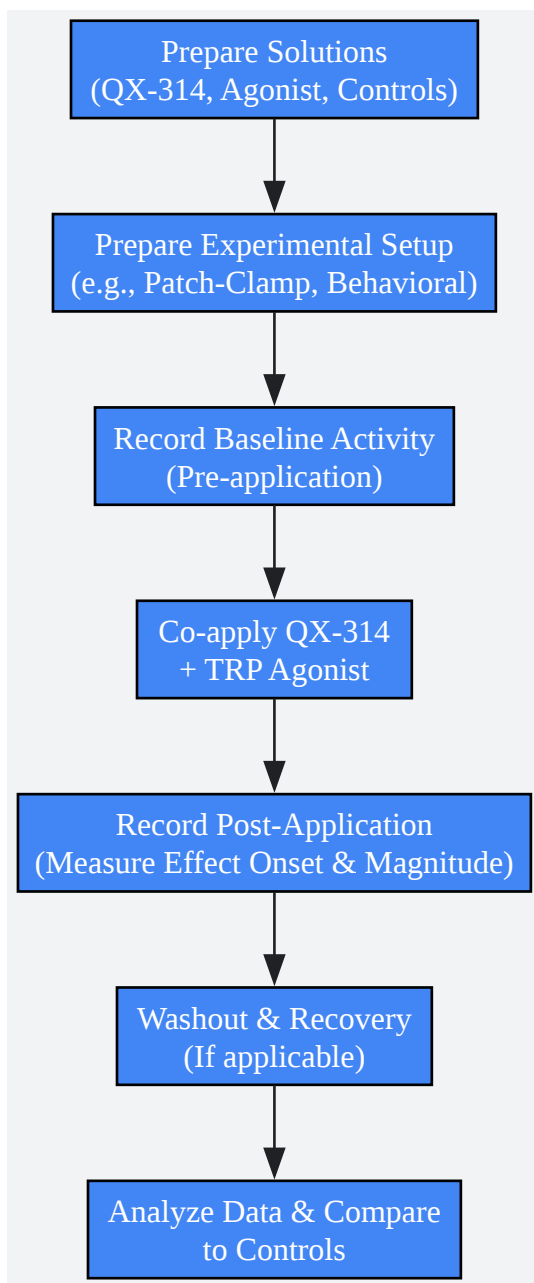 Prepare Solutions
(QX-314, Agonist, Controls)
Prepare Experimental Setup
(e.g., Patch-Clamp, Behavioral)
Record Baseline Activity
(Pre-application)
Co-apply QX-314
+ TRP Agonist
Record Post-Application
(Measure Effect Onset & Magnitude)
Washout & Recovery
(If applicable)
Analyze Data & Compare
to Controls